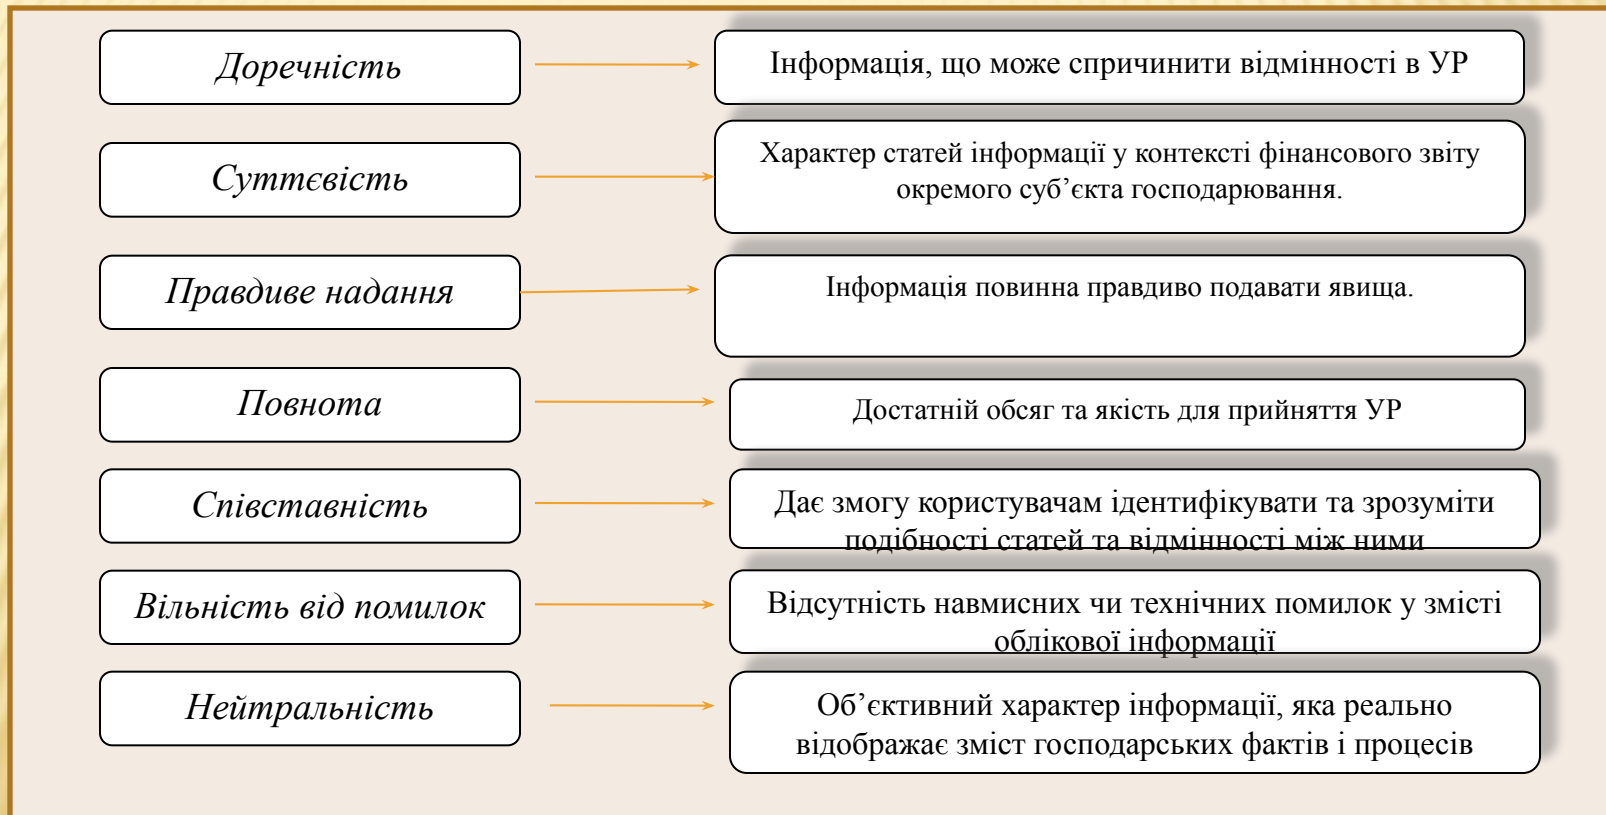 Доречність
Інформація, що може спричинити відмінності в УР
Суттєвість
Характер статей інформації у контексті фінансового звіту
окремого суб’єкта господарювання.
Правдиве надання
Інформація повинна правдиво подавати явища.
Повнота
Достатній обсяг та якість для прийняття УР
Співставність
Дає змогу користувачам ідентифікувати та зрозуміти
подібності статей та відмінності між ними
Вільність від помилок
Відсутність навмисних чи технічних помилок у змісті
облікової інформації
Нейтральність
Об’єктивний характер інформації, яка реально
відображає зміст господарських фактів і процесів